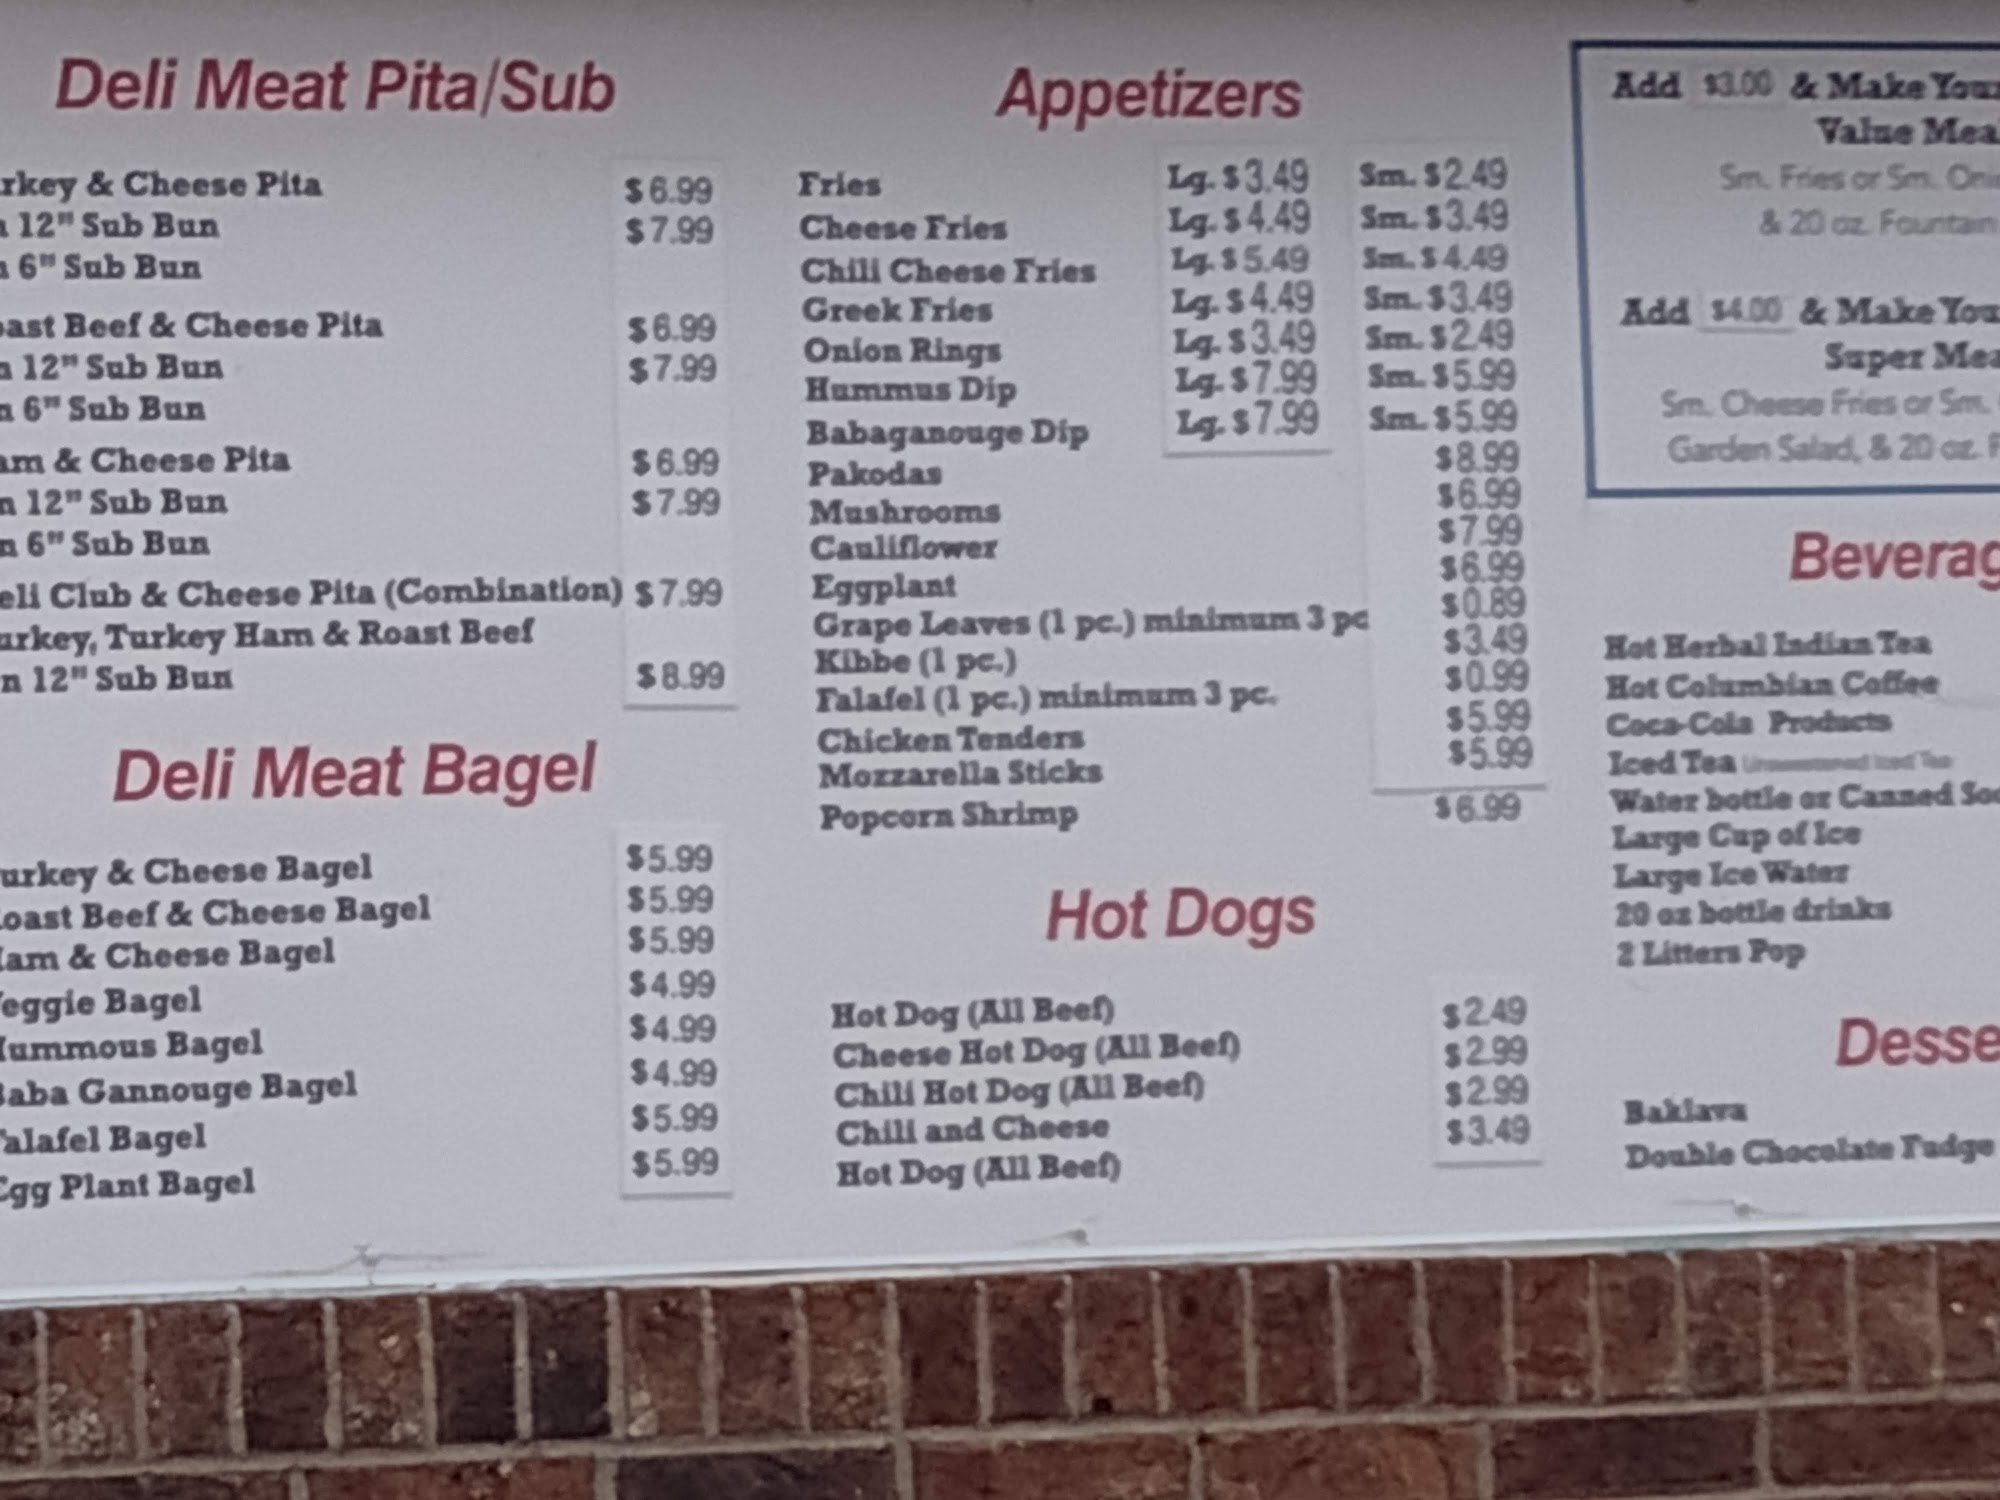 Deli Meat Pita/Sub
rkey & Cheese Pita $6.99
12" Sub Bun $7.99
6" Sub Bun
ast Beef & Cheese Pita $6.99
12" Sub Bun $7.99
n 6" Sub Bun
am & Cheese Pita $6.99
n 12" Sub Bun $7.99
n 6" Sub Bun
eli Club & Cheese Pita (Combination) $7.99
urkey, Turkey Ham & Roast Beef
n 12" Sub Bun $8.99
Deli Meat Bagel
urkey & Cheese Bagel $5.99
oast Beef & Cheese Bagel $5.99
am & Cheese Bagel $5.99
eggie Bagel $4.99
ummous Bagel $4.99
aba Gannouge Bagel $4.99
alafel Bagel $5.99
Egg Plant Bagel $5.99
Appetizers
Fries Lg. $3.49 Sm. $2.49
Cheese Fries Lg. $4.49 Sm. $3.49
Chili Cheese Fries Lg. $5.49 Sm. $4.49
Greek Fries Lg. $4.49 Sm. $3.49
Onion Rings Lg. $3.49 Sm. $2.49
Hummus Dip Lg. $7.99 Sm. $5.99
Babaganouge Dip Lg. $7.99 Sm. $5.99
Pakodas $8.99
Mushrooms $6.99
Cauliflower $7.99
Eggplant $6.99
Grape Leaves (1 pc.) minimum 3 pc $0.89
Kibbe (1 pc.) $3.49
Falafel (1 pc.) minimum 3 pc. $0.99
Chicken Tenders $5.99
Mozzarella Sticks $5.99
Popcorn Shrimp $6.99
Hot Dogs
Hot Dog (All Beef) $2.49
Cheese Hot Dog (All Beef) $2.99
Chili Hot Dog (All Beef) $2.99
Chili and Cheese $3.49
Hot Dog (All Beef)
Add $3.00 & Make Your
Value Meal
Sm. Fries or Sm. Oni
& 20 oz. Fountain
Add $4.00 & Make You
Super Mea
Sm. Cheese Fries or Sm.
Garden Salad, & 20 oz. F
Beverag
Hot Herbal Indian Tea
Hot Columbian Coffee
Coca-Cola Products
Iced Tea Unsweetened Iced Tea
Water bottle or Canned Sod
Large Cup of Ice
Large Ice Water
20 oz bottle drinks
2 Litters Pop
Desse
Baklava
Double Chocolate Fudge